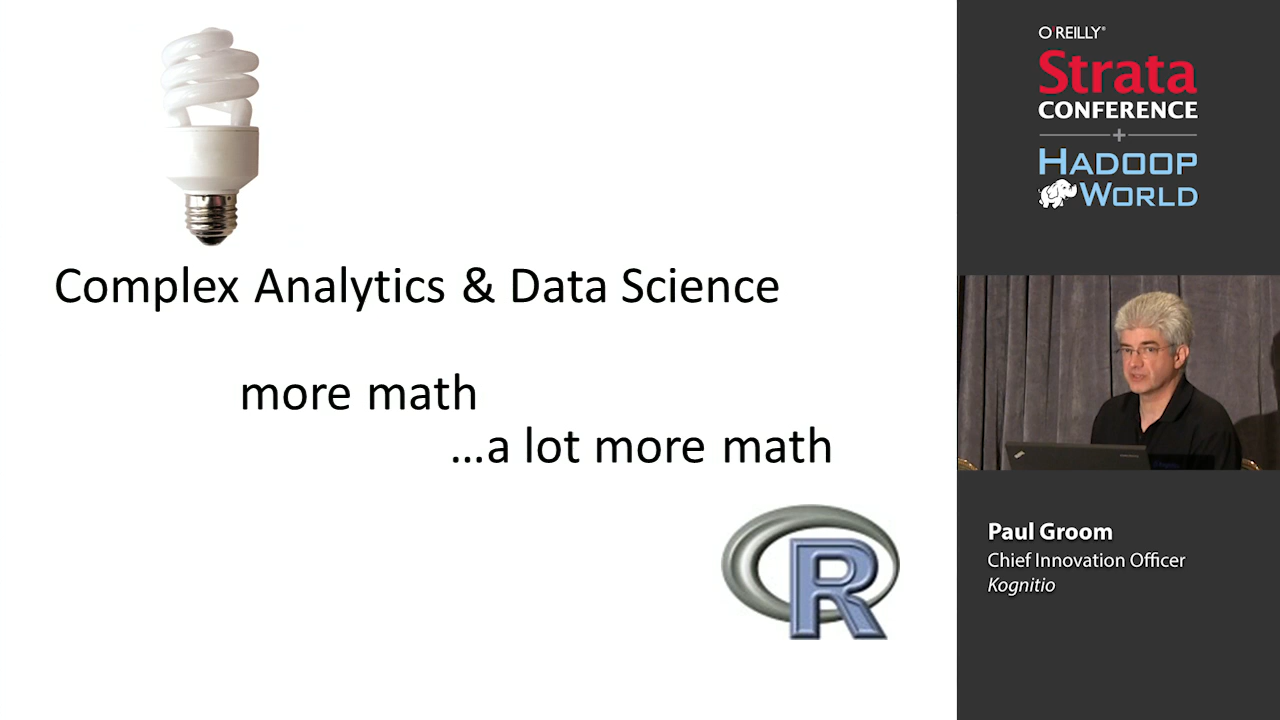 Complex Analytics & Data Science
more math
...a lot more math
R
O'REILLY®
Strata
CONFERENCE
+
HADOOP
WORLD
Paul Groom
Chief Innovation Officer
Kognitio